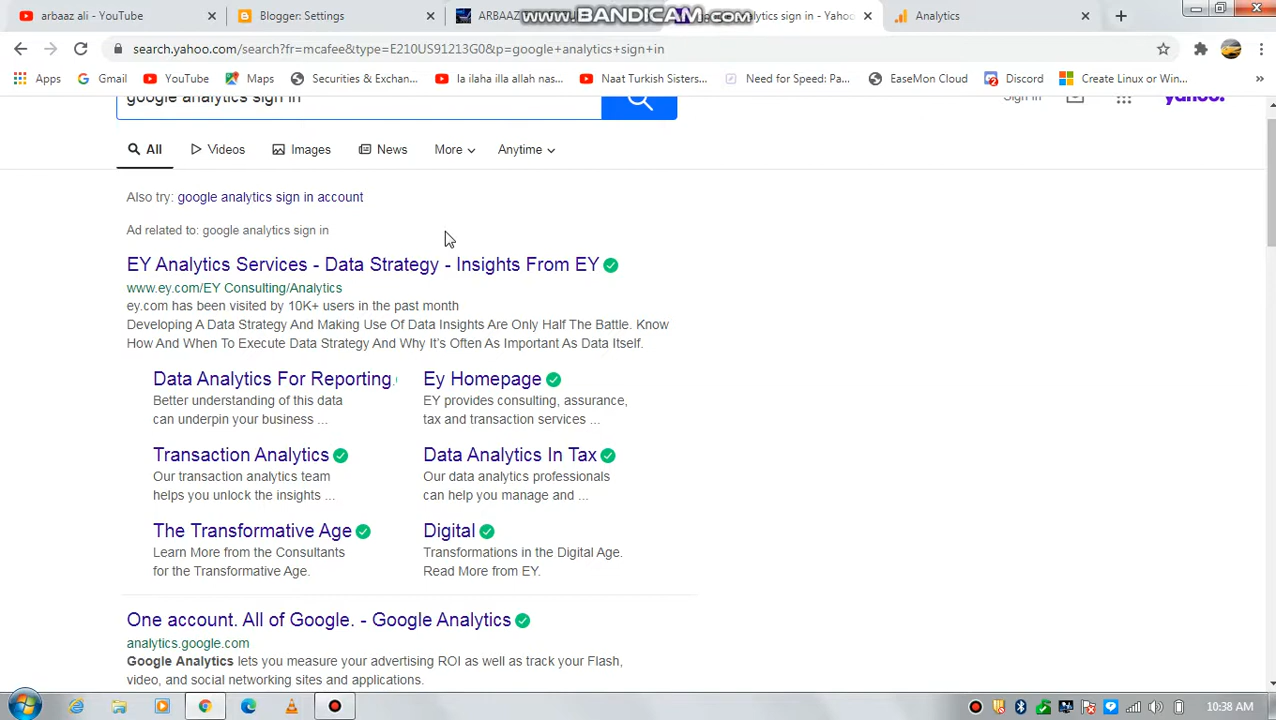 arbaaz ali - YouTube
Blogger: Settings
ARBAAZ
www.BANDICAM.com
nalytics sign in - Yahoo
Analytics
search.yahoo.com/search?fr=mcafee&type=E210US91213G0&p=google+analytics+sign+in
Apps
Gmail
YouTube
Maps
Securities & Exchan...
la ilaha illa allah nas...
Naat Turkish Sisters...
Need for Speed: Pa...
EaseMon Cloud
Discord
Create Linux or Win...
»
google analytics sign in
Sign In
yahoo!
All
Videos
Images
News
More
Anytime
Also try: google analytics sign in account
Ad related to: google analytics sign in
EY Analytics Services - Data Strategy - Insights From EY
www.ey.com/EY Consulting/Analytics
ey.com has been visited by 10K+ users in the past month
Developing A Data Strategy And Making Use Of Data Insights Are Only Half The Battle. Know
How And When To Execute Data Strategy And Why It's Often As Important As Data Itself.
Data Analytics For Reporting
Better understanding of this data
can underpin your business ...
Ey Homepage
EY provides consulting, assurance,
tax and transaction services ...
Transaction Analytics
Our transaction analytics team
helps you unlock the insights ...
Data Analytics In Tax
Our data analytics professionals
can help you manage and ...
The Transformative Age
Learn More from the Consultants
for the Transformative Age.
Digital
Transformations in the Digital Age.
Read More from EY.
One account. All of Google. - Google Analytics
analytics.google.com
Google Analytics lets you measure your advertising ROI as well as track your Flash,
video, and social networking sites and applications.
10:38 AM